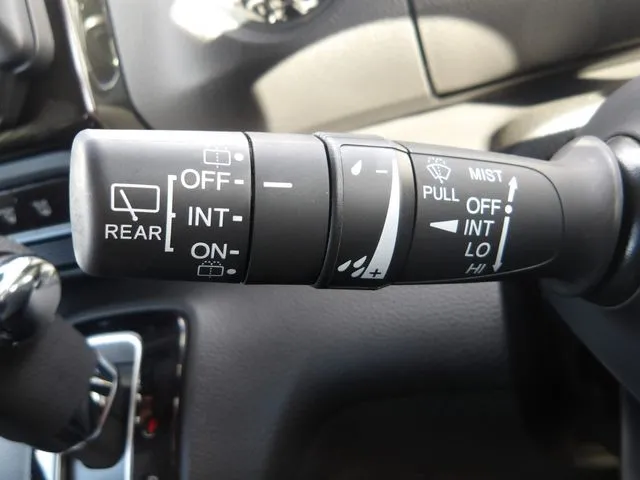 REAR
OFF-
INT-
ON-
- +
PULL
MIST
OFF
INT
LO
HI